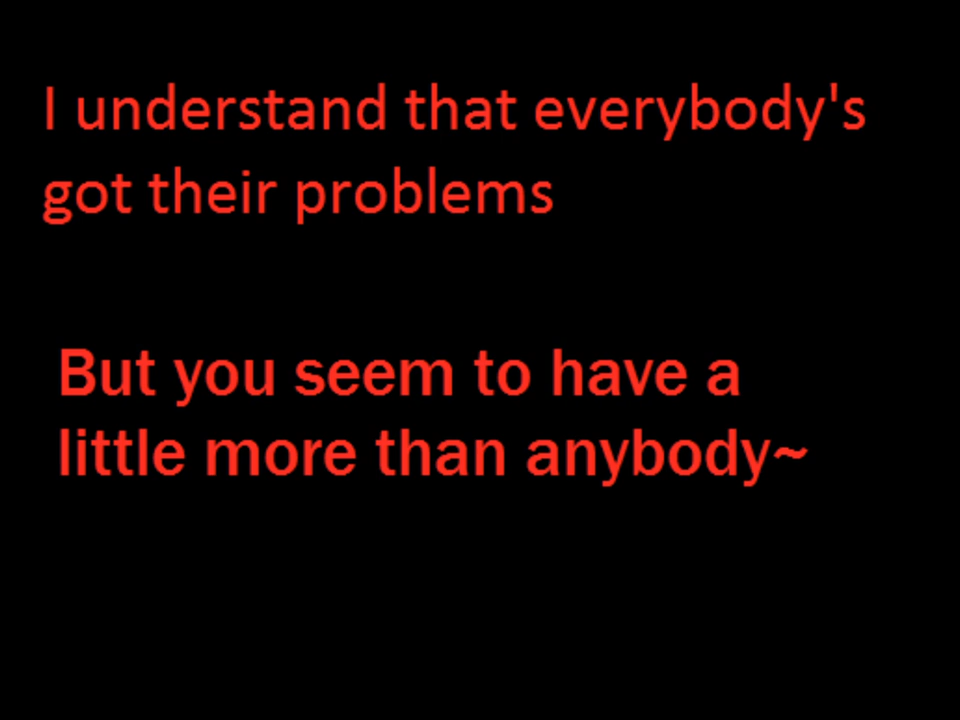 I understand that everybody's
got their problems
But you seem to have a
little more than anybody~